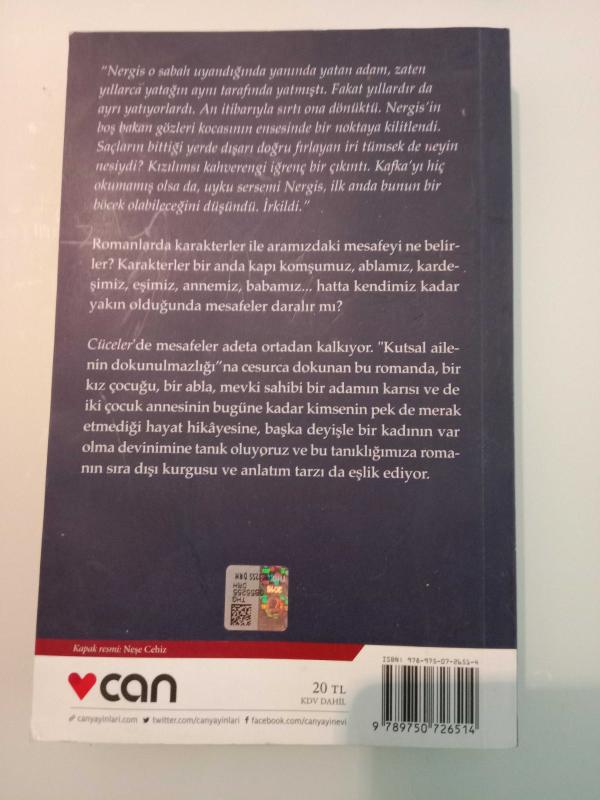 “Nergis o sabah uyandığında yanında yatan adam, zaten
yıllarca yatağın aynı tarafında yatmıştı. Fakat yıllardır da
ayrı yatıyorlardı. An itibarıyla sırtı ona dönüktü. Nergis'in
boş bakan gözleri kocasının ensesinde bir noktaya kilitlendi.
Saçların bittiği yerde dışarı doğru fırlayan iri tümsek de neyin
nesiydi? Kızılımsı kahverengi iğrenç bir çıkıntı. Kafka'yı hiç
okumamış olsa da, uyku sersemi Nergis, ilk anda bunun bir
böcek olabileceğini düşündü. İrkildi.”
Romanlarda karakterler ile aramızdaki mesafeyi ne belir-
ler? Karakterler bir anda kapı komşumuz, ablamız, karde-
şimiz, eşimiz, annemiz, babamız... hatta kendimiz kadar
yakın olduğunda mesafeler daralır mı?
Cüceler'de mesafeler adeta ortadan kalkıyor. "Kutsal aile-
nin dokunulmazlığı”na cesurca dokunan bu romanda, bir
kız çocuğu, bir abla, mevki sahibi bir adamın karısı ve de
iki çocuk annesinin bugüne kadar kimsenin pek de merak
etmediği hayat hikâyesine, başka deyişle bir kadının var
olma devinimine tanık oluyoruz ve bu tanıklığımıza roma-
nın sıra dışı kurgusu ve anlatım tarzı da eşlik ediyor.
Kapak resmi: Neşe Cehiz
can
20 TL
KDV DAHİL
canyayinlari.com twitter.com/canyayinlari facebook.com/canyayinevi
ISBN: 978-975-07-2651-4
9 789750 726514